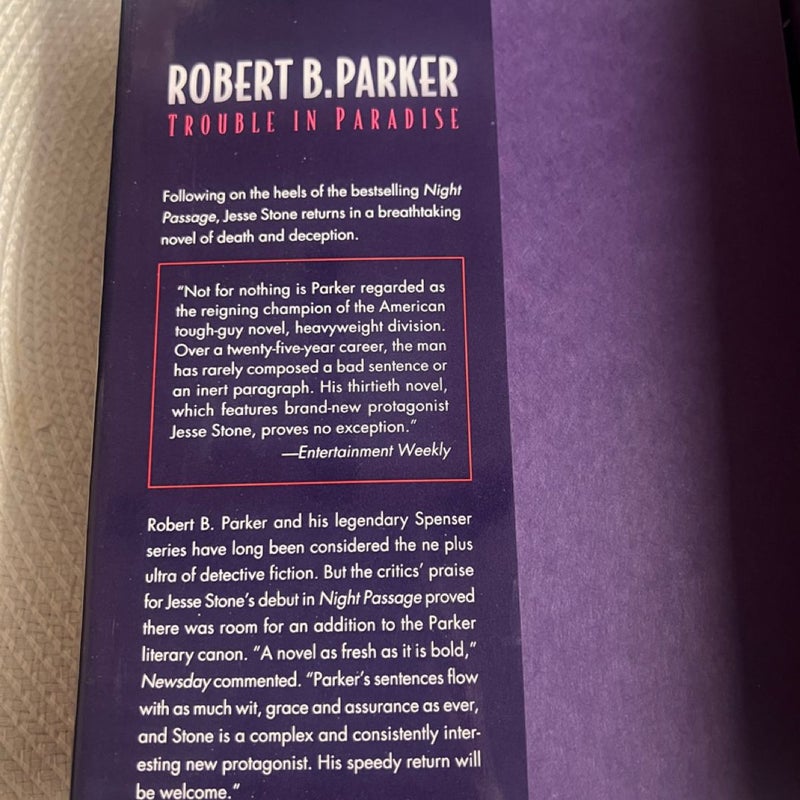 ROBERT B. PARKER
TROUBLE IN PARADISE
Following on the heels of the bestselling Night
Passage, Jesse Stone returns in a breathtaking
novel of death and deception.
“Not for nothing is Parker regarded as
the reigning champion of the American
tough-guy novel, heavyweight division.
Over a twenty-five-year career, the man
has rarely composed a bad sentence or
an inert paragraph. His thirtieth novel,
which features brand-new protagonist
Jesse Stone, proves no exception.”
—Entertainment Weekly
Robert B. Parker and his legendary Spenser
series have long been considered the ne plus
ultra of detective fiction. But the critics’ praise
for Jesse Stone’s debut in Night Passage proved
there was room for an addition to the Parker
literary canon. “A novel as fresh as it is bold,”
Newsday commented. “Parker’s sentences flow
with as much wit, grace and assurance as ever,
and Stone is a complex and consistently inter-
esting new protagonist. His speedy return will
be welcome.”